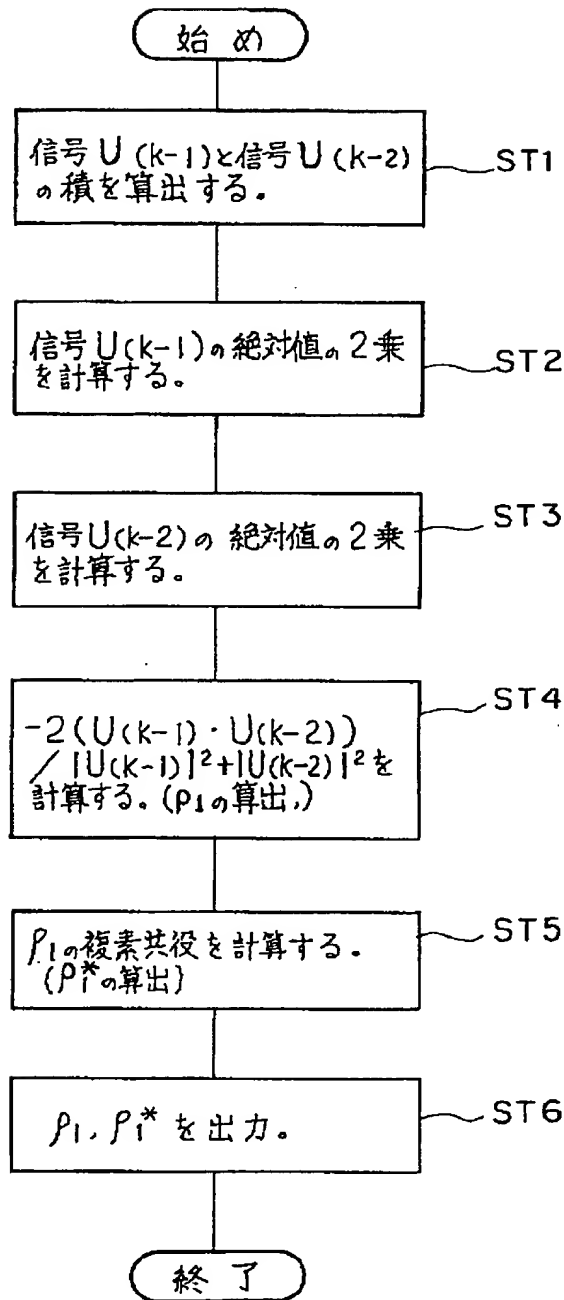 始 め
信号U(k-1)と信号U(k-2)
の積を算出する。
ST1
信号U(k-1)の絶対値の2乗
を計算する。
ST2
信号U(k-2)の絶対値の2乗
を計算する。
ST3
-2(U(k-1)・U(k-2))
/|U(k-1)|²+|U(k-2)|²を
計算する。(ρ1の算出,)
ST4
ρ1の複素共役を計算する。
(ρ1*の算出)
ST5
ρ1, ρ1* を出力。
ST6
終 了